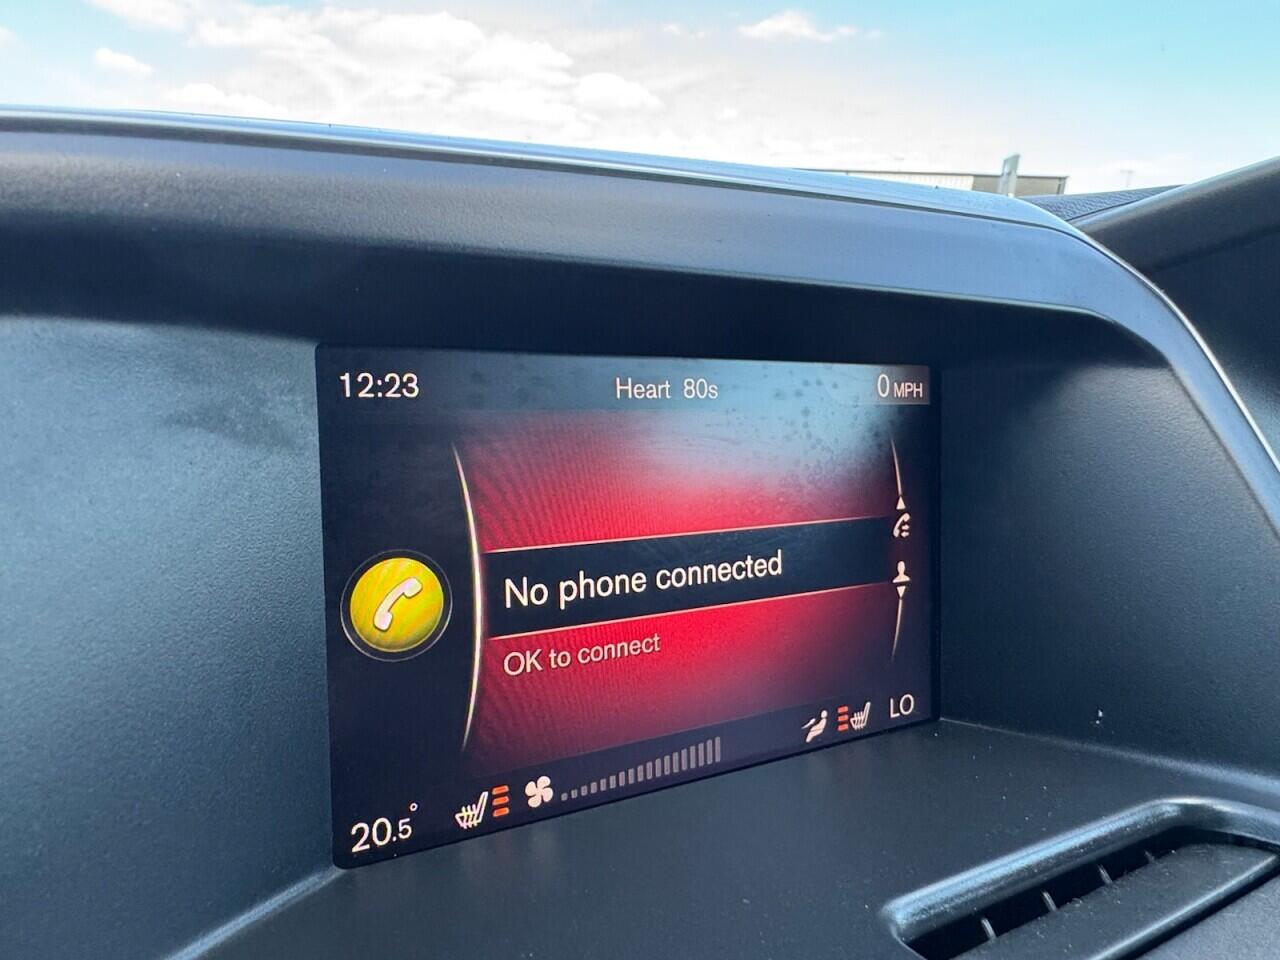 12:23
Heart 80s
0 MPH
No phone connected
OK to connect
LO
20.5°